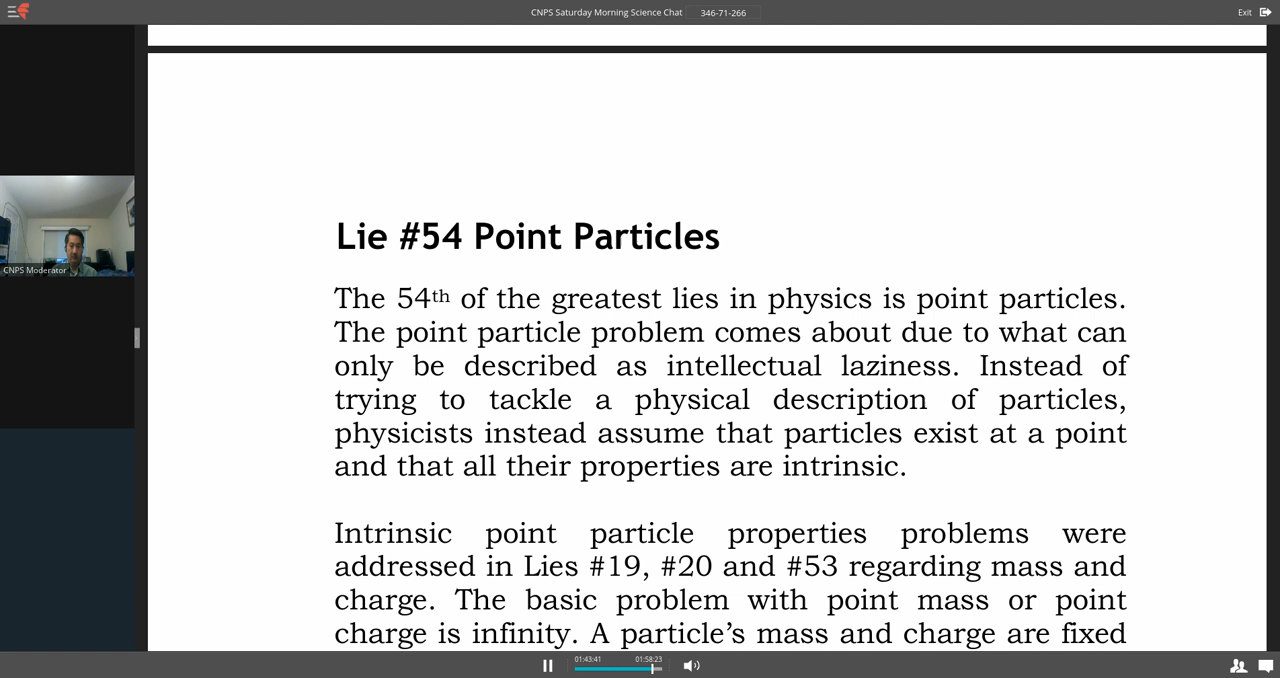 CNPS Saturday Morning Science Chat 346-71-266
Exit
CNPS Moderator
Lie #54 Point Particles
The 54th of the greatest lies in physics is point particles.
The point particle problem comes about due to what can
only be described as intellectual laziness. Instead of
trying to tackle a physical description of particles,
physicists instead assume that particles exist at a point
and that all their properties are intrinsic.
Intrinsic point particle properties problems were
addressed in Lies #19, #20 and #53 regarding mass and
charge. The basic problem with point mass or point
charge is infinity. A particle's mass and charge are fixed
01:43:41 01:58:23